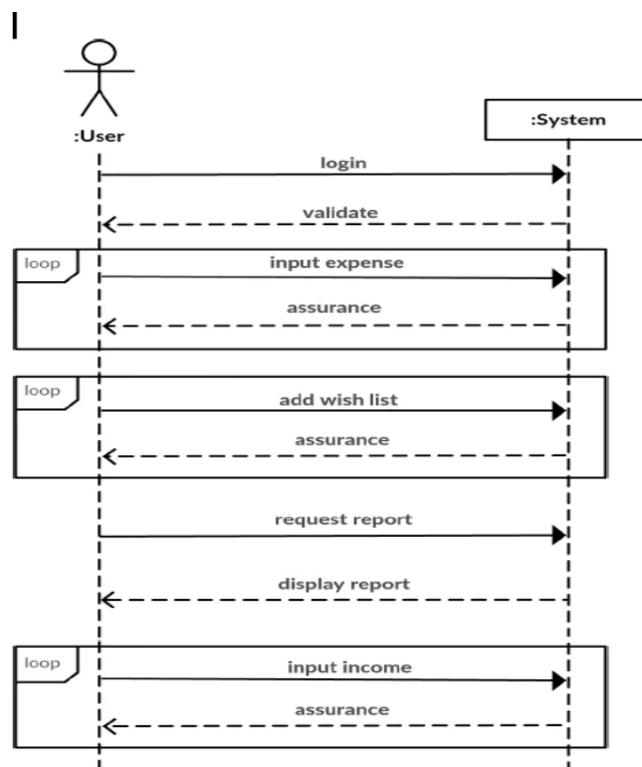 :User
:System
login
validate
loop
input expense
assurance
loop
add wish list
assurance
request report
display report
loop
input income
assurance